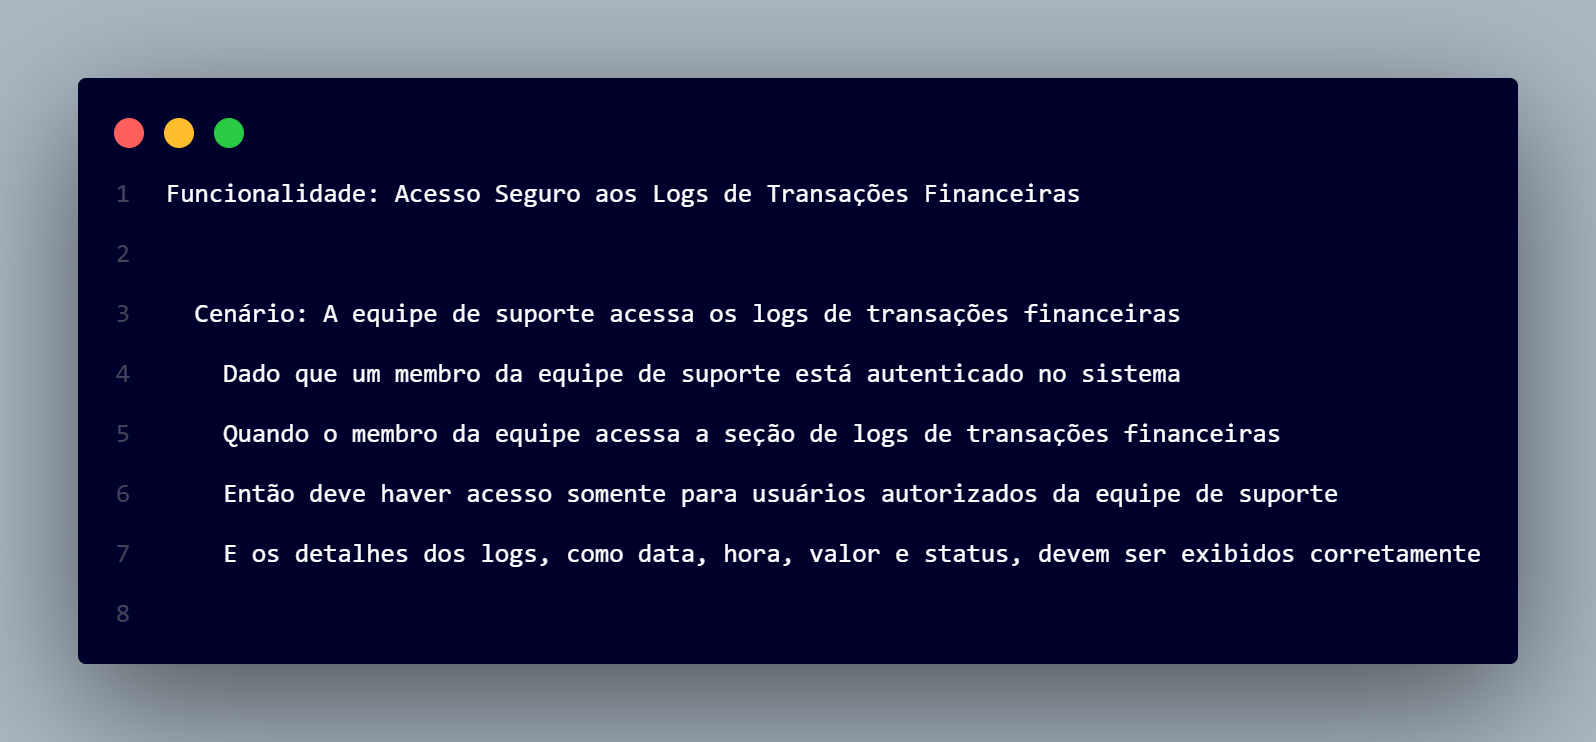 1 Funcionalidade: Acesso Seguro aos Logs de Transações Financeiras
2
3 Cenário: A equipe de suporte acessa os logs de transações financeiras
4 Dado que um membro da equipe de suporte está autenticado no sistema
5 Quando o membro da equipe acessa a seção de logs de transações financeiras
6 Então deve haver acesso somente para usuários autorizados da equipe de suporte
7 E os detalhes dos logs, como data, hora, valor e status, devem ser exibidos corretamente
8